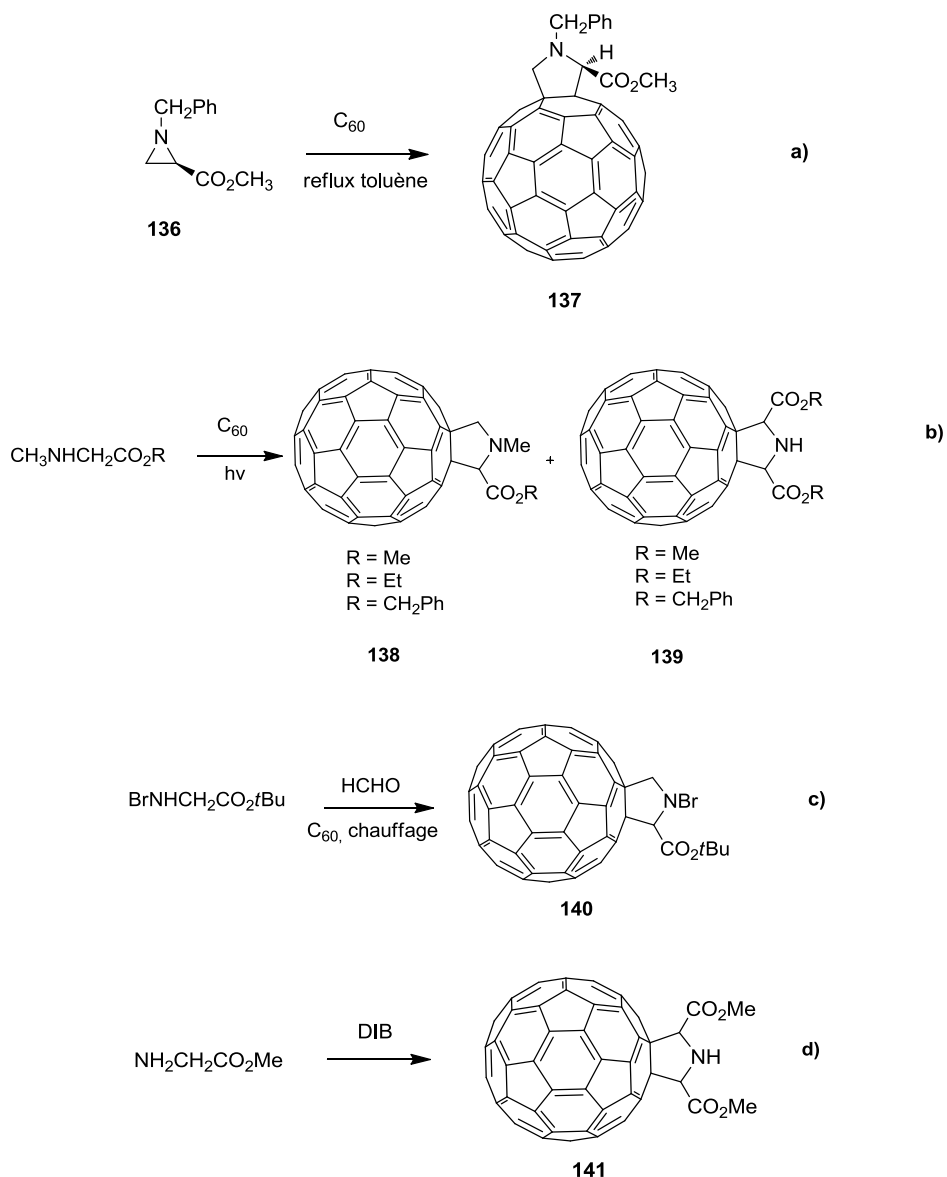 CH₂Ph
N
H
CO₂CH₃
CH₂Ph
N
CO₂CH₃
C₆₀
reflux toluène
a)
136
137
CH₃NHCH₂CO₂R
C₆₀
hv
NMe
CO₂R
+
CO₂R
NH
CO₂R
b)
R = Me
R = Et
R = CH₂Ph
R = Me
R = Et
R = CH₂Ph
138
139
BrNHCH₂CO₂tBu
HCHO
C₆₀, chauffage
NBr
CO₂tBu
c)
140
NH₂CH₂CO₂Me
DIB
CO₂Me
NH
CO₂Me
d)
141